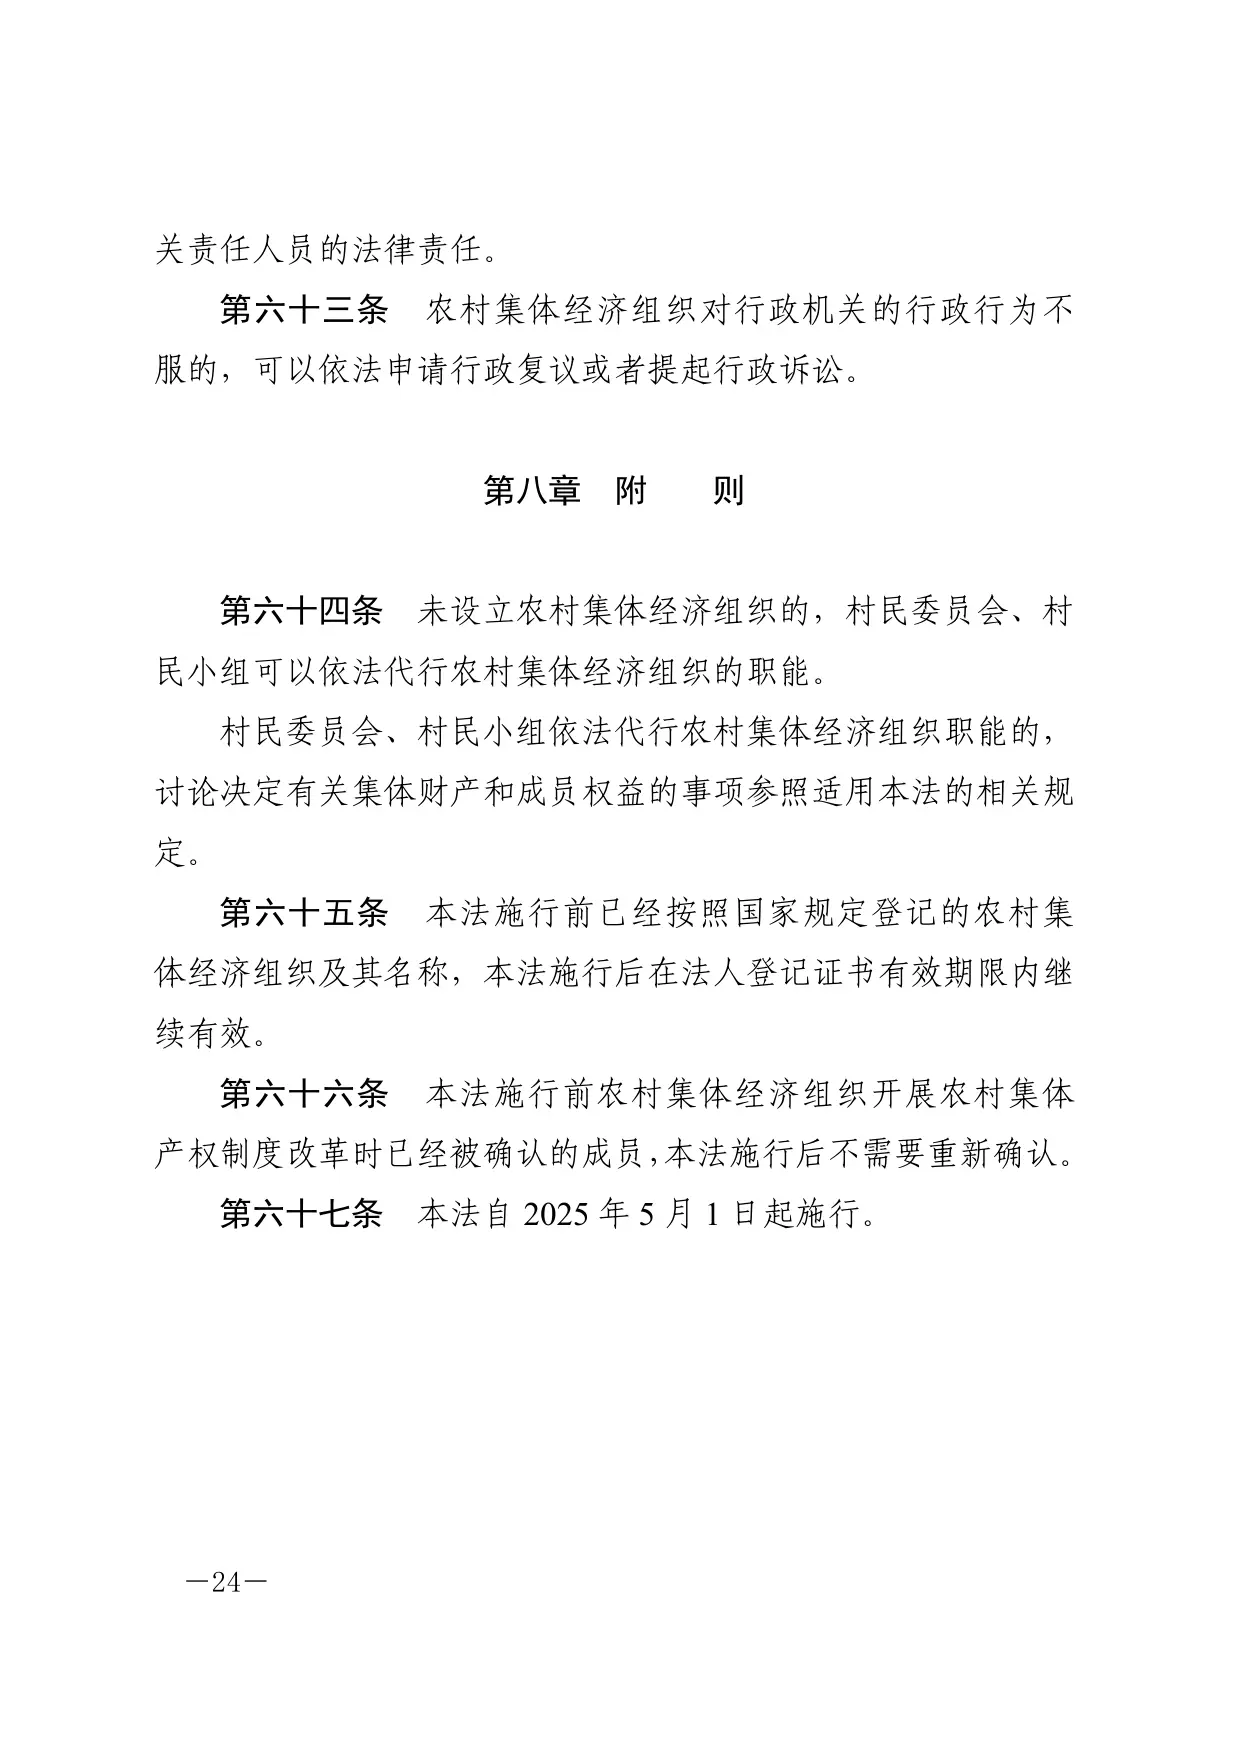 关责任人员的法律责任。
第六十三条　农村集体经济组织对行政机关的行政行为不
服的，可以依法申请行政复议或者提起行政诉讼。
第八章　附　　则
第六十四条　未设立农村集体经济组织的，村民委员会、村
民小组可以依法代行农村集体经济组织的职能。
村民委员会、村民小组依法代行农村集体经济组织职能的，
讨论决定有关集体财产和成员权益的事项参照适用本法的相关规
定。
第六十五条　本法施行前已经按照国家规定登记的农村集
体经济组织及其名称，本法施行后在法人登记证书有效期限内继
续有效。
第六十六条　本法施行前农村集体经济组织开展农村集体
产权制度改革时已经被确认的成员，本法施行后不需要重新确认。
第六十七条　本法自 2025 年 5 月 1 日起施行。
—24—